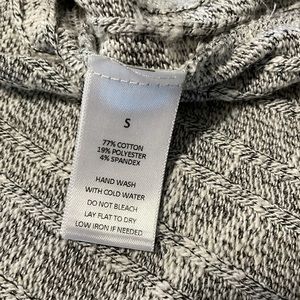 S
77% COTTON
19% POLYESTER
4% SPANDEX
HAND WASH
WITH COLD WATER
DO NOT BLEACH
LAY FLAT TO DRY
LOW IRON IF NEEDED